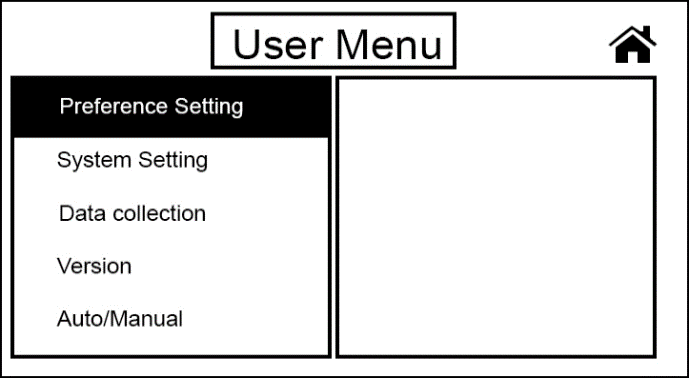 User Menu
Preference Setting
System Setting
Data collection
Version
Auto/Manual